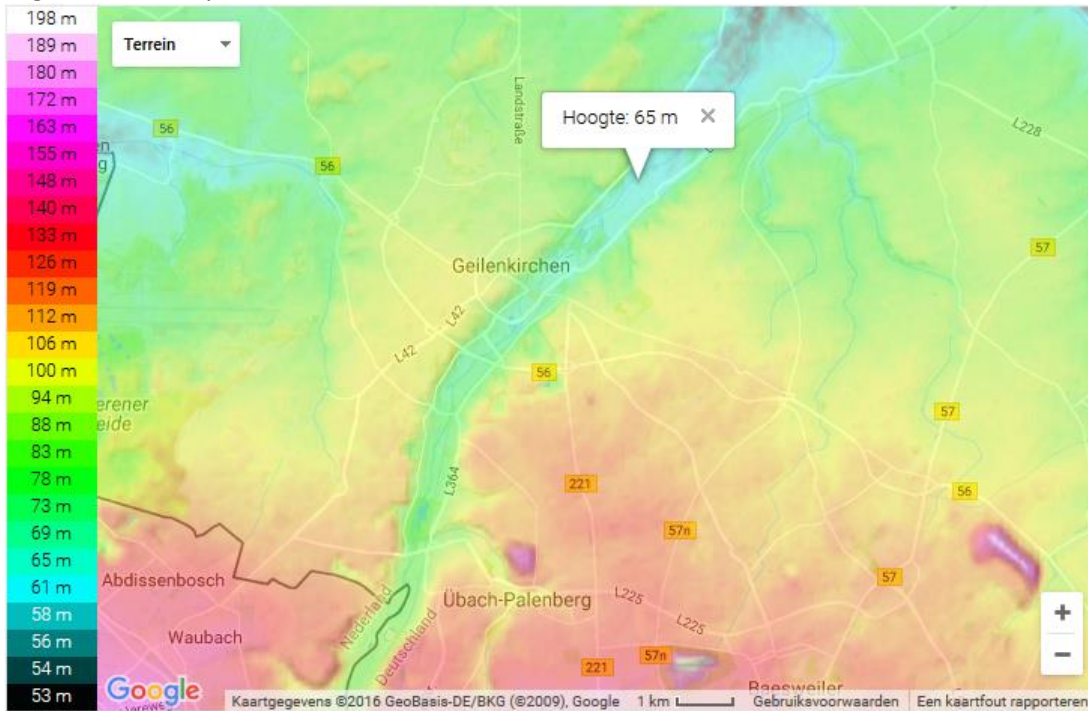 198 m
189 m
180 m
172 m
163 m
155 m
148 m
140 m
133 m
126 m
119 m
112 m
106 m
100 m
94 m
88 m
83 m
78 m
73 m
69 m
65 m
61 m
58 m
56 m
54 m
53 m
Terrein
Landstraße
Hoogte: 65 m
L228
56
56
57
Geilenkirchen
L42
L42
56
57
L364
221
57n
56
57
Abdissenbosch
Übach-Palenberg
L225
L225
Nederland
Deutschland
Waubach
221
57n
Baesweiler
Google
Kaartgegevens ©2016 GeoBasis-DE/BKG (©2009), Google
1 km
Gebruiksvoorwaarden
Een kaartfout rapporteren
+
−